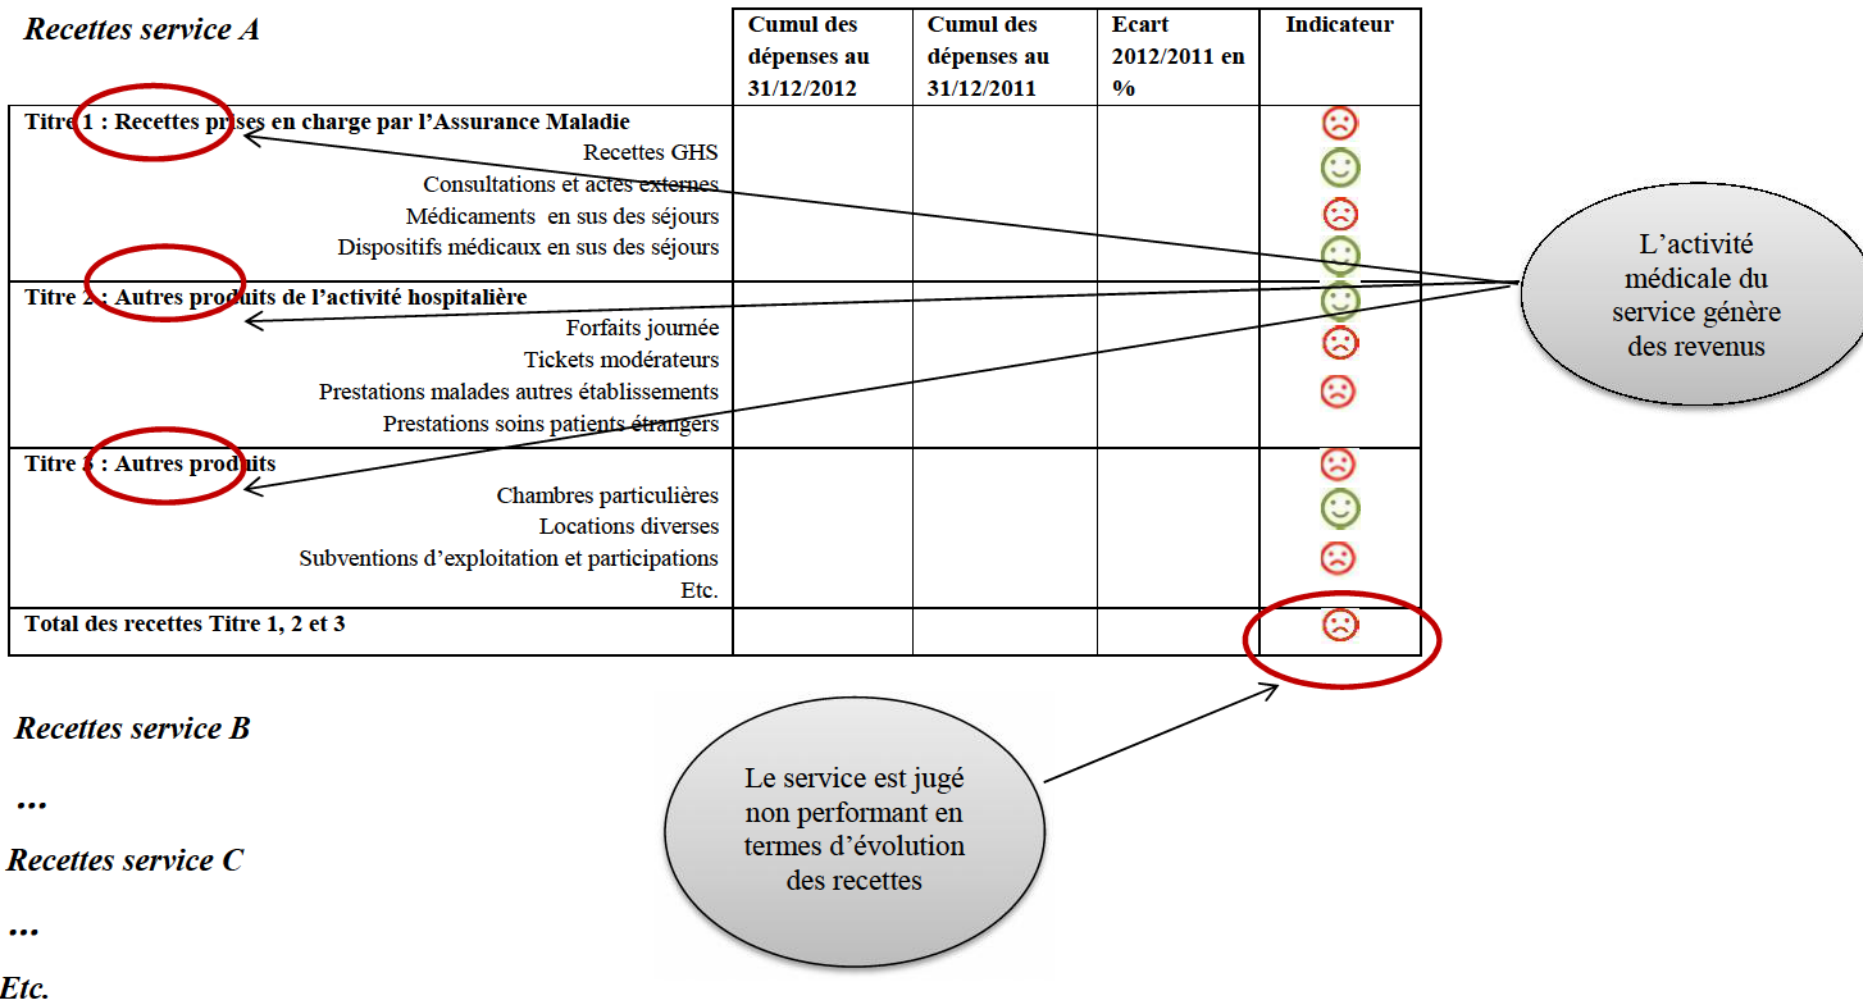 Recettes service A
Cumul des
dépenses au
31/12/2012
Cumul des
dépenses au
31/12/2011
Ecart
2012/2011 en
%
Indicateur
Titre 1 : Recettes prises en charge par l’Assurance Maladie
Recettes GHS
Consultations et actes externes
Médicaments en sus des séjours
Dispositifs médicaux en sus des séjours
Titre 2 : Autres produits de l’activité hospitalière
Forfaits journée
Tickets modérateurs
Prestations malades autres établissements
Prestations soins patients étrangers
Titre 3 : Autres produits
Chambres particulières
Locations diverses
Subventions d’exploitation et participations
Etc.
Total des recettes Titre 1, 2 et 3
L’activité
médicale du
service génère
des revenus
Le service est jugé
non performant en
termes d’évolution
des recettes
Recettes service B
...
Recettes service C
...
Etc.